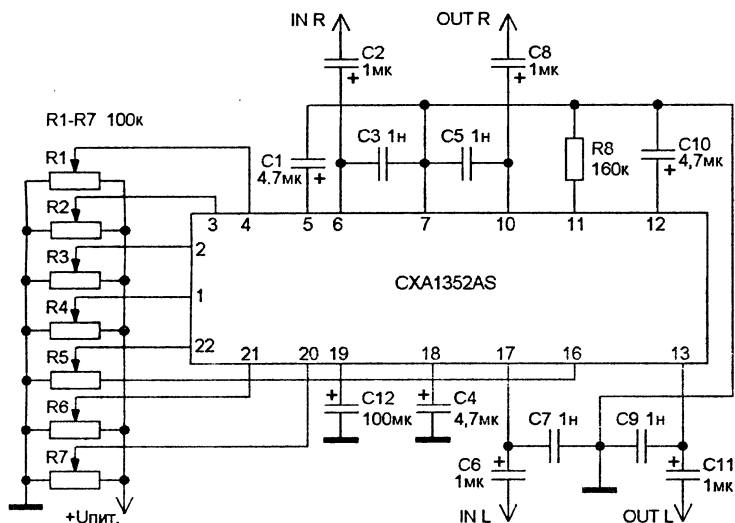 IN R
OUT R
C2
1мк
C8
1мк
R1-R7 100к
C3 1н
C5 1н
R1
C1
4.7мк
R8
160к
C10
4,7мк
R2
3
4
5
6
7
10
11
12
R3
2
CXA1352AS
R4
1
R5
22
21
20
19
18
17
16
13
R6
C12
100мк
C4
4,7мк
C7 1н
C9 1н
R7
C6
1мк
C11
1мк
+Uпит.
IN L
OUT L